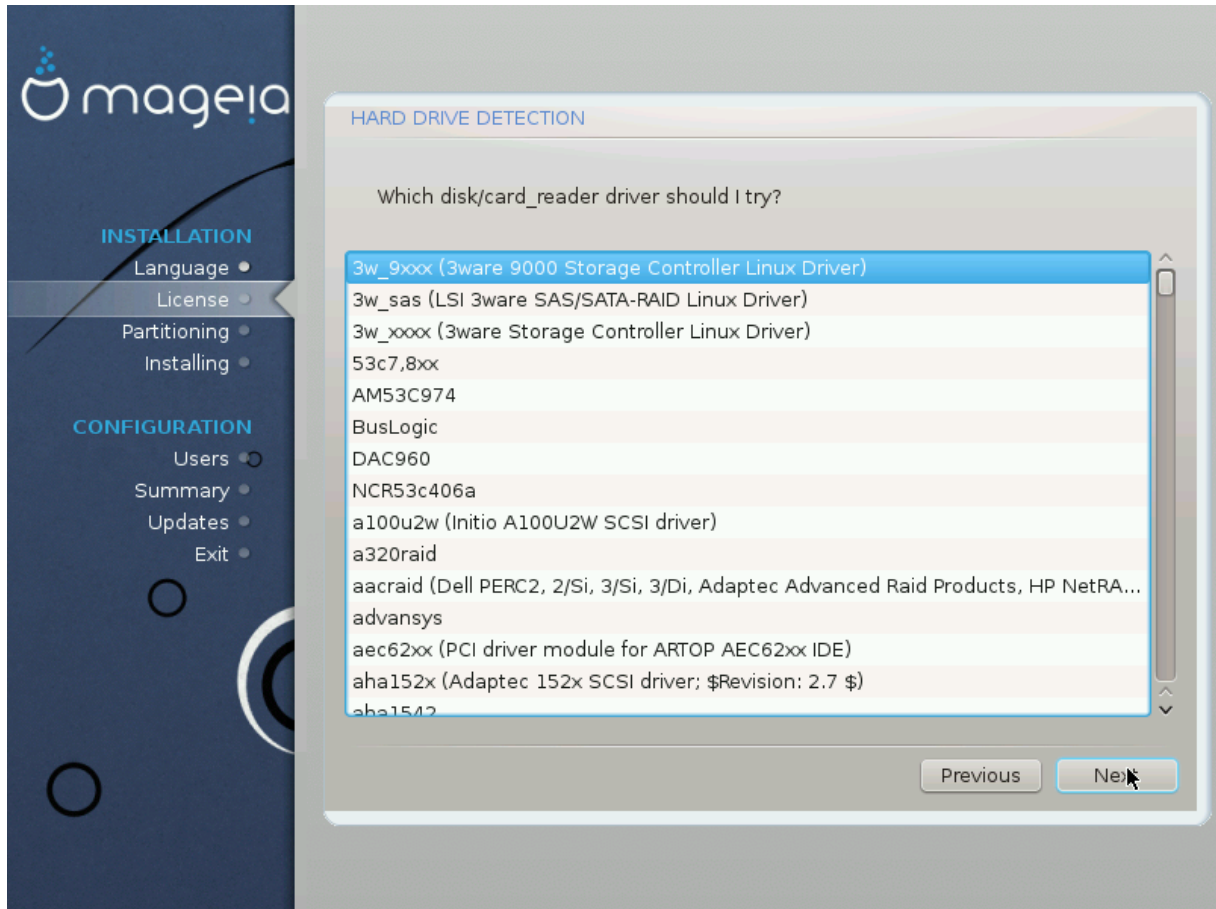 mageia
INSTALLATION
Language
License
Partitioning
Installing
CONFIGURATION
Users
Summary
Updates
Exit
HARD DRIVE DETECTION
Which disk/card_reader driver should I try?
3w_9xxx (3ware 9000 Storage Controller Linux Driver)
3w_sas (LSI 3ware SAS/SATA-RAID Linux Driver)
3w_xxxx (3ware Storage Controller Linux Driver)
53c7,8xx
AM53C974
BusLogic
DAC960
NCR53c406a
a100u2w (Initio A100U2W SCSI driver)
a320raid
aacraid (Dell PERC2, 2/Si, 3/Si, 3/Di, Adaptec Advanced Raid Products, HP NetRA...
advansys
aec62xx (PCI driver module for ARTOP AEC62xx IDE)
aha152x (Adaptec 152x SCSI driver; $Revision: 2.7 $)
aha1542
Previous
Next